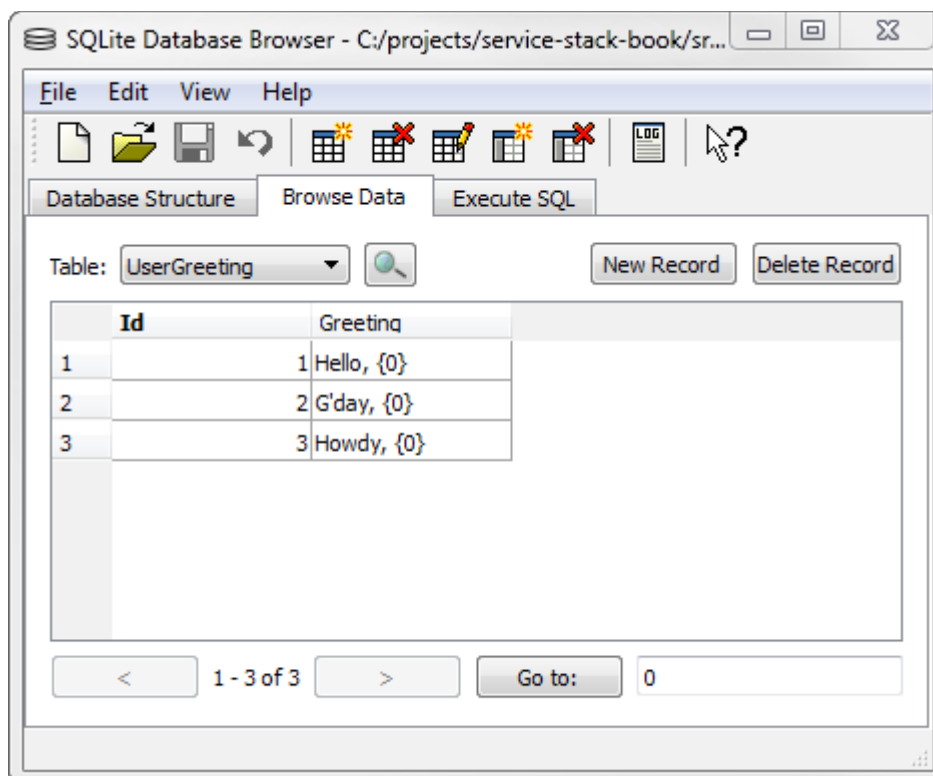 SQLite Database Browser - C:/projects/service-stack-book/sr...
File Edit View Help
LOG ?
Database Structure Browse Data Execute SQL
Table: UserGreeting New Record Delete Record
Id Greeting
1 1 Hello, {0}
2 2 G'day, {0}
3 3 Howdy, {0}
< 1 - 3 of 3 > Go to: 0